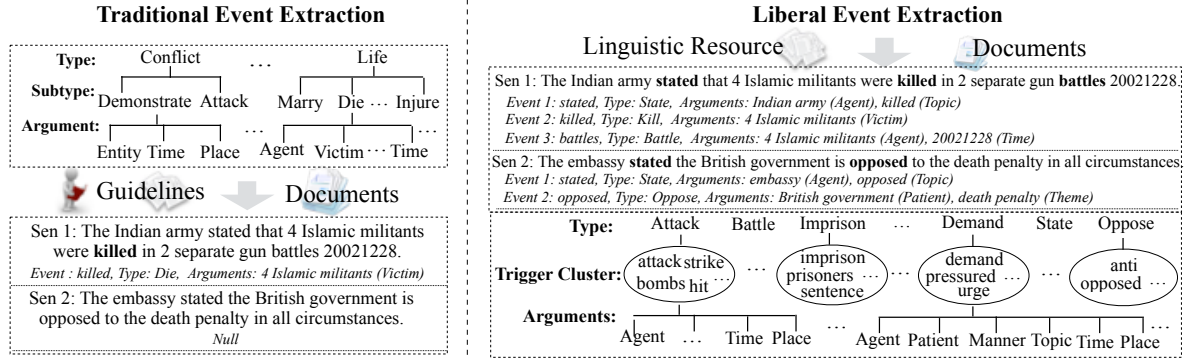 Traditional Event Extraction
Type: Conflict ... Life
Subtype: Demonstrate Attack Marry Die ... Injure
Argument: ... ...
Entity Time Place Agent Victim ... Time
Guidelines Documents
Sen 1: The Indian army stated that 4 Islamic militants
were killed in 2 separate gun battles 20021228.
Event : killed, Type: Die, Arguments: 4 Islamic militants (Victim)
Sen 2: The embassy stated the British government is
opposed to the death penalty in all circumstances.
Null
Liberal Event Extraction
Linguistic Resource Documents
Sen 1: The Indian army stated that 4 Islamic militants were killed in 2 separate gun battles 20021228.
Event 1: stated, Type: State, Arguments: Indian army (Agent), killed (Topic)
Event 2: killed, Type: Kill, Arguments: 4 Islamic militants (Victim)
Event 3: battles, Type: Battle, Arguments: 4 Islamic militants (Agent), 20021228 (Time)
Sen 2: The embassy stated the British government is opposed to the death penalty in all circumstances.
Event 1: stated, Type: State, Arguments: embassy (Agent), opposed (Topic)
Event 2: opposed, Type: Oppose, Arguments: British government (Patient), death penalty (Theme)
Type: Attack Battle Imprison ... Demand State Oppose
Trigger Cluster:
attack strike
bombs hit ...
...
imprison
prisoners ...
sentence
...
demand
pressured ...
urge
...
anti
opposed ...
Arguments:
Agent ... Time Place ... Agent Patient Manner Topic Time Place ...